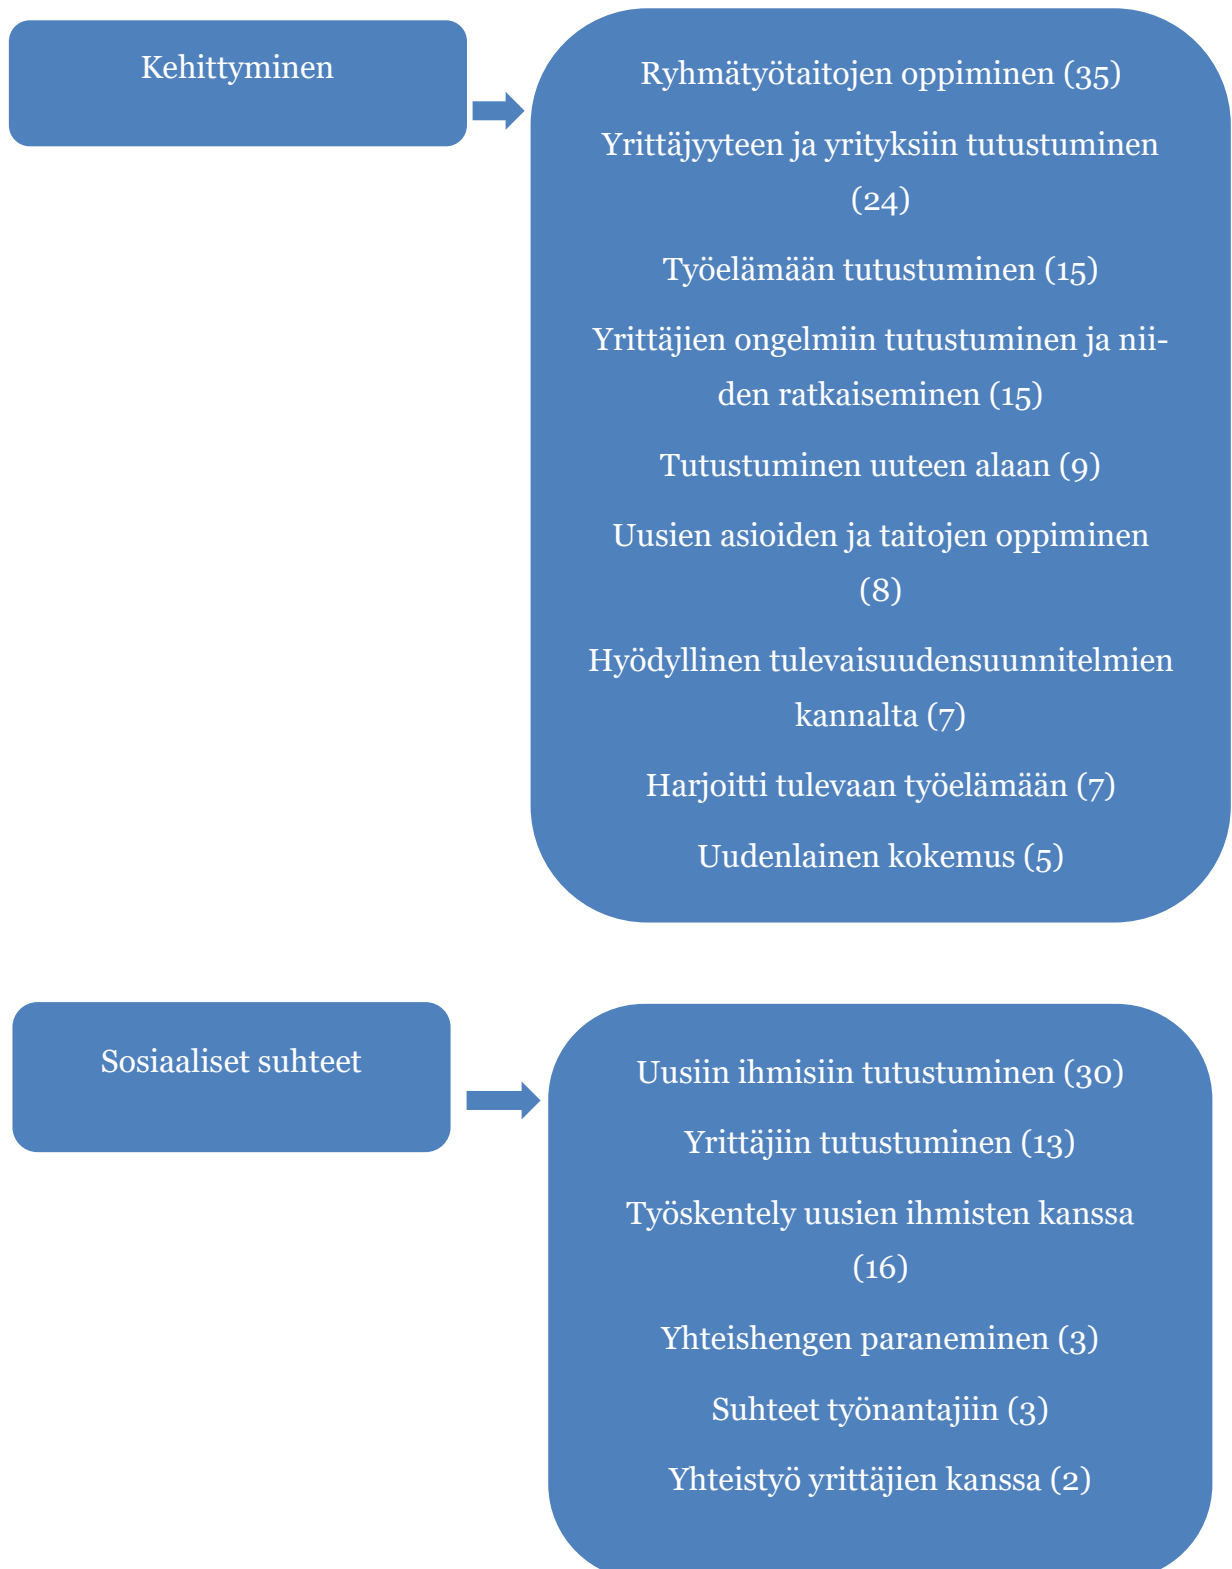 Kehittyminen
Ryhmätyötaitojen oppiminen (35)
Yrittäjyyteen ja yrityksiin tutustuminen
(24)
Työelämään tutustuminen (15)
Yrittäjien ongelmiin tutustuminen ja nii-
den ratkaiseminen (15)
Tutustuminen uuteen alaan (9)
Uusien asioiden ja taitojen oppiminen
(8)
Hyödyllinen tulevaisuudensuunnitelmien
kannalta (7)
Harjoitti tulevaan työelämään (7)
Uudenlainen kokemus (5)
Sosiaaliset suhteet
Uusiin ihmisiin tutustuminen (30)
Yrittäjiin tutustuminen (13)
Työskentely uusien ihmisten kanssa
(16)
Yhteishengen paraneminen (3)
Suhteet työnantajiin (3)
Yhteistyö yrittäjien kanssa (2)